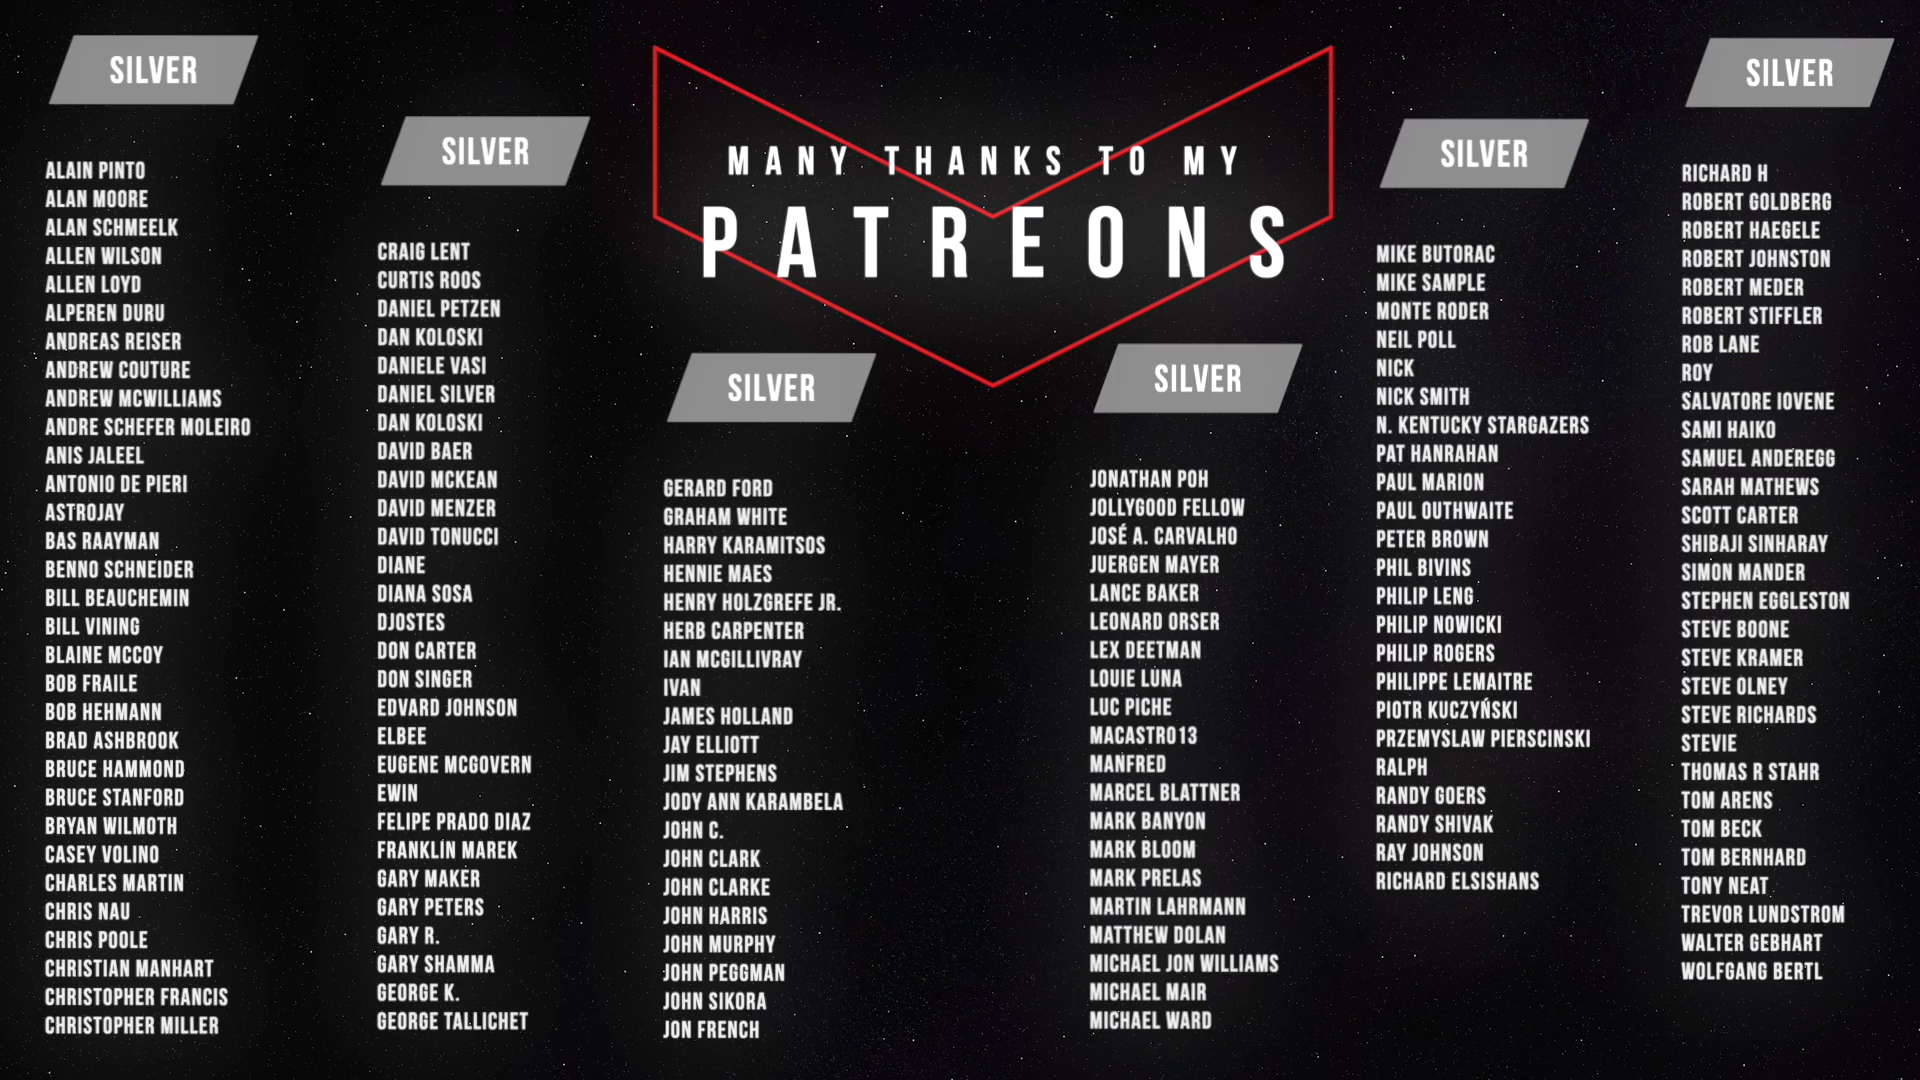 MANY THANKS TO MY
PATREONS
SILVER
ALAIN PINTO
ALAN MOORE
ALAN SCHMEELK
ALLEN WILSON
ALLEN LOYD
ALPEREN DURU
ANDREAS REISER
ANDREW COUTURE
ANDREW MCWILLIAMS
ANDRE SCHEFER MOLEIRO
ANIS JALEEL
ANTONIO DE PIERI
ASTROJAY
BAS RAAYMAN
BENNO SCHNEIDER
BILL BEAUCHEMIN
BILL VINING
BLAINE MCCOY
BOB FRAILE
BOB HEHMANN
BRAD ASHBROOK
BRUCE HAMMOND
BRUCE STANFORD
BRYAN WILMOTH
CASEY VOLINO
CHARLES MARTIN
CHRIS NAU
CHRIS POOLE
CHRISTIAN MANHART
CHRISTOPHER FRANCIS
CHRISTOPHER MILLER
SILVER
CRAIG LENT
CURTIS ROOS
DANIEL PETZEN
DAN KOLOSKI
DANIELE VASI
DANIEL SILVER
DAN KOLOSKI
DAVID BAER
DAVID MCKEAN
DAVID MENZER
DAVID TONUCCI
DIANE
DIANA SOSA
DJOSTES
DON CARTER
DON SINGER
EDVARD JOHNSON
ELBEE
EUGENE MCGOVERN
EWIN
FELIPE PRADO DIAZ
FRANKLÍN MAREK
GARY MAKER
GARY PETERS
GARY R.
GARY SHAMMA
GEORGE K.
GEORGE TALLICHET
SILVER
GERARD FORD
GRAHAM WHITE
HARRY KARAMITSOS
HENNIE MAES
HENRY HOLZGREFE JR.
HERB CARPENTER
IAN MCGILLIVRAY
IVAN
JAMES HOLLAND
JAY ELLIOTT
JIM STEPHENS
JODY ANN KARAMBELA
JOHN C.
JOHN CLARK
JOHN CLARKE
JOHN HARRIS
JOHN MURPHY
JOHN PEGGMAN
JOHN SIKORA
JON FRENCH
SILVER
JONATHAN POH
JOLLYGOOD FELLOW
JOSÉ A. CARVALHO
JUERGEN MAYER
LANCE BAKER
LEONARD ORSER
LEX DEETMAN
LOUIE LUNA
LUC PICHE
MACASTRO13
MANFRED
MARCEL BLATTNER
MARK BANYON
MARK BLOOM
MARK PRELAS
MARTIN LAHRMANN
MATTHEW DOLAN
MICHAEL JON WILLIAMS
MICHAEL MAIR
MICHAEL WARD
SILVER
MIKE BUTORAC
MIKE SAMPLE
MONTE RODER
NEIL POLL
NICK
NICK SMITH
N. KENTUCKY STARGAZERS
PAT HANRAHAN
PAUL MARION
PAUL OUTHWAITE
PETER BROWN
PHIL BIVINS
PHILIP LENG
PHILIP NOWICKI
PHILIP ROGERS
PHILIPPE LEMAITRE
PIOTR KUCZYŃSKI
PRZEMYSLAW PIERSCINSKI
RALPH
RANDY GOERS
RANDY SHIVAK
RAY JOHNSON
RICHARD ELSISHANS
SILVER
RICHARD H
ROBERT GOLDBERG
ROBERT HAEGELE
ROBERT JOHNSTON
ROBERT MEDER
ROBERT STIFFLER
ROB LANE
ROY
SALVATORE IOVENE
SAMI HAIKO
SAMUEL ANDEREGG
SARAH MATHEWS
SCOTT CARTER
SHIBAJI SINHARAY
SIMON MANDER
STEPHEN EGGLESTON
STEVE BOONE
STEVE KRAMER
STEVE OLNEY
STEVE RICHARDS
STEVIE
THOMAS R STAHR
TOM ARENS
TOM BECK
TOM BERNHARD
TONY NEAT
TREVOR LUNDSTROM
WALTER GEBHART
WOLFGANG BERTL